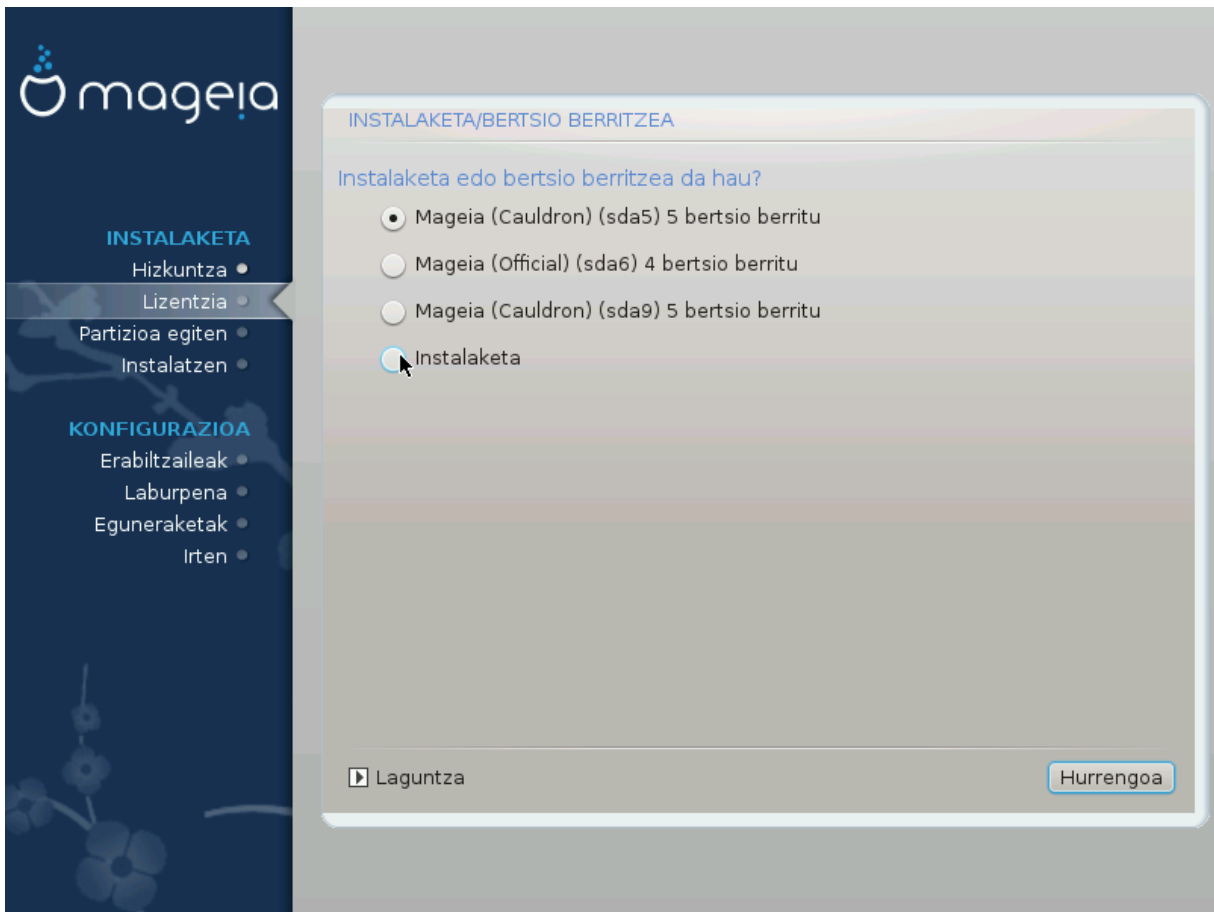 mageia
INSTALAKETA
Hizkuntza
Lizentzia
Partizioa egiten
Instalatzen
KONFIGURAZIOA
Erabiltzaileak
Laburpena
Eguneraketak
Irten
INSTALAKETA/BERTSIO BERRITZEA
Instalaketa edo bertsio berritzea da hau?
Mageia (Cauldron) (sda5) 5 bertsio berritu
Mageia (Official) (sda6) 4 bertsio berritu
Mageia (Cauldron) (sda9) 5 bertsio berritu
Instalaketa
Laguntza
Hurrengoa